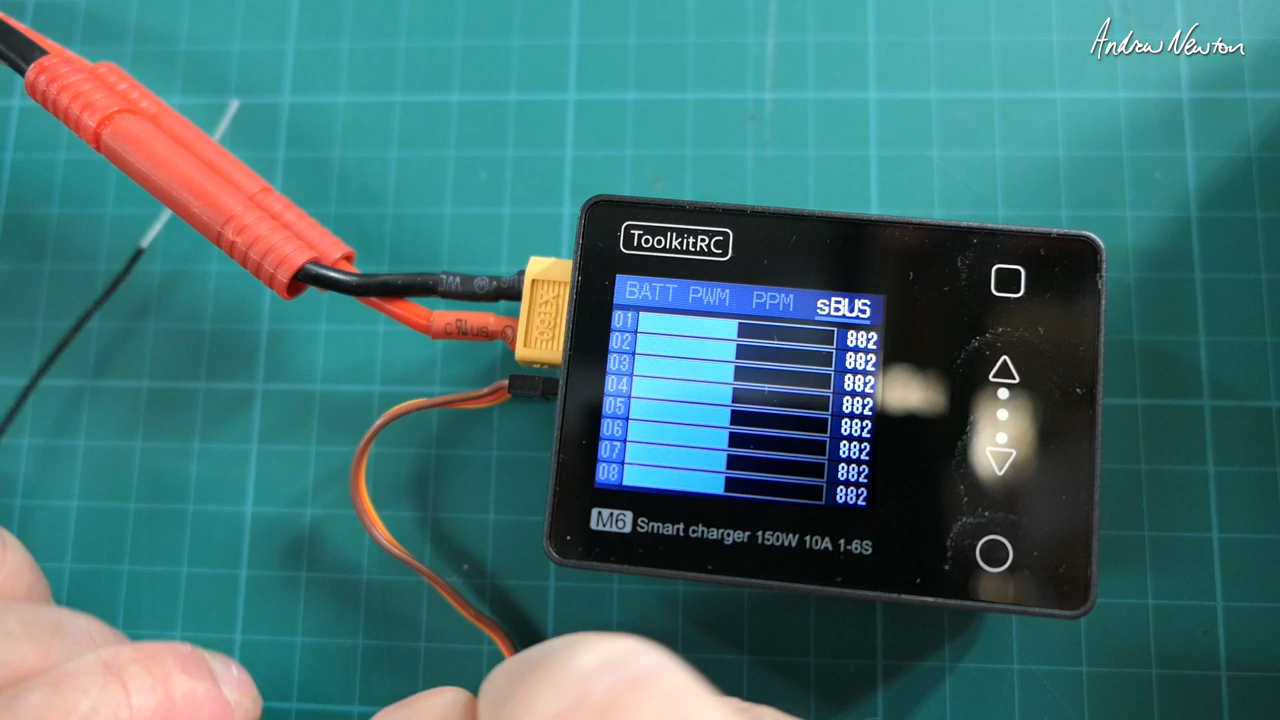 Andrew Newton
ToolkitRC
BATT PWM PPM sBUS
01 882
02 882
03 882
04 882
05 882
06 882
07 882
08 882
M6 Smart charger 150W 10A 1-6S
c US